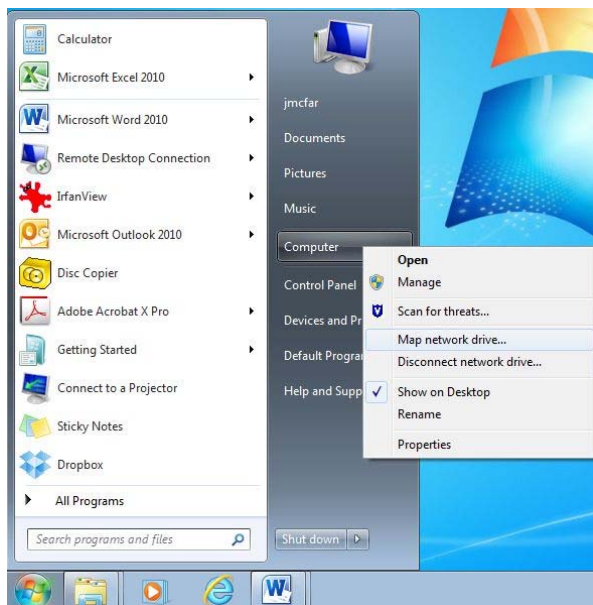 Calculator
Microsoft Excel 2010
Microsoft Word 2010
Remote Desktop Connection
IrfanView
Microsoft Outlook 2010
Disc Copier
Adobe Acrobat X Pro
Getting Started
Connect to a Projector
Sticky Notes
Dropbox
All Programs
Search programs and files
jmcfar
Documents
Pictures
Music
Computer
Control Panel
Devices and Pr
Default Progra
Help and Supp
Shut down
Open
Manage
Scan for threats...
Map network drive...
Disconnect network drive...
Show on Desktop
Rename
Properties